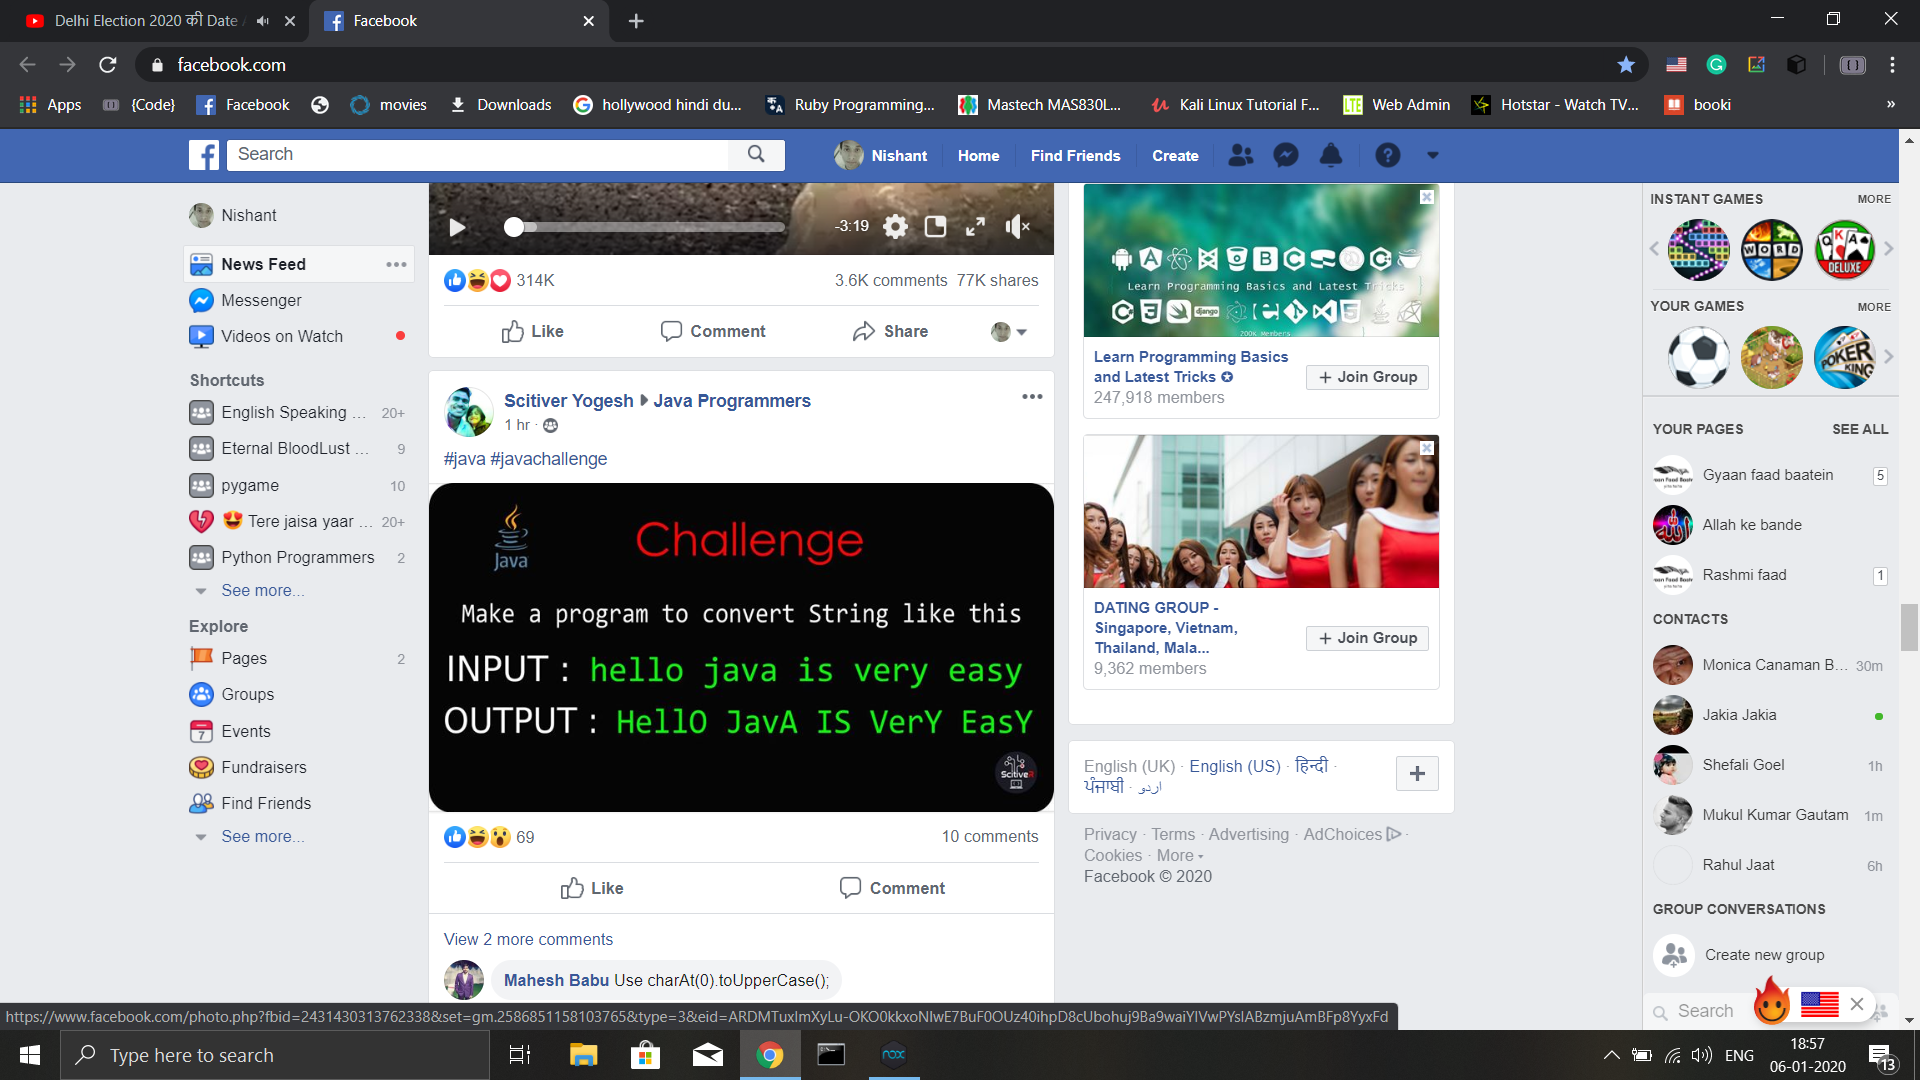 Delhi Election 2020 की Date
Facebook
facebook.com
Apps
{Code}
Facebook
movies
Downloads
hollywood hindi du...
Ruby Programming...
Mastech MAS830L...
Kali Linux Tutorial F...
Web Admin
Hotstar - Watch TV...
booki
»
Search
Nishant
Home
Find Friends
Create
Nishant
News Feed
Messenger
Videos on Watch
Shortcuts
English Speaking ... 20+
Eternal BloodLust ... 9
pygame 10
Tere jaisa yaar ... 20+
Python Programmers 2
See more...
Explore
Pages 2
Groups
Events
Fundraisers
Find Friends
See more...
-3:19
314K
3.6K comments 77K shares
Like Comment Share
Scitiver Yogesh Java Programmers
1 hr ·
#java #javachallenge
Java
Challenge
Make a program to convert String like this
INPUT : hello java is very easy
OUTPUT : HellO JavA IS VerY EasY
ScitiveR
69
10 comments
Like Comment
View 2 more comments
Mahesh Babu Use charAt(0).toUpperCase();
Learn Programming Basics and Latest Tricks
django
200K Members
Learn Programming Basics
and Latest Tricks
247,918 members
+ Join Group
DATING GROUP -
Singapore, Vietnam,
Thailand, Mala...
9,362 members
+ Join Group
English (UK) · English (US) · हिन्दी ·
ਪੰਜਾਬੀ · اردو
Privacy · Terms · Advertising · AdChoices ·
Cookies · More
Facebook © 2020
INSTANT GAMES MORE
WORD
QKA
DELUXE
YOUR GAMES MORE
POKER
KING
YOUR PAGES SEE ALL
Gyaan faad baatein 5
Allah ke bande
Rashmi faad 1
CONTACTS
Monica Canaman B... 30m
Jakia Jakia
Shefali Goel 1h
Mukul Kumar Gautam 1m
Rahul Jaat 6h
GROUP CONVERSATIONS
Create new group
Search
https://www.facebook.com/photo.php?fbid=2431430313762338&set=gm.2586851158103765&type=3&eid=ARDMTuxImXyLu-OKO0kkxoNIwE7BuF0OUz40ihpD8cUbohuj9Ba9waiYIVwPYslABzmjuAmBFp8YyxFd
Type here to search
nox
ENG
18:57
06-01-2020
13